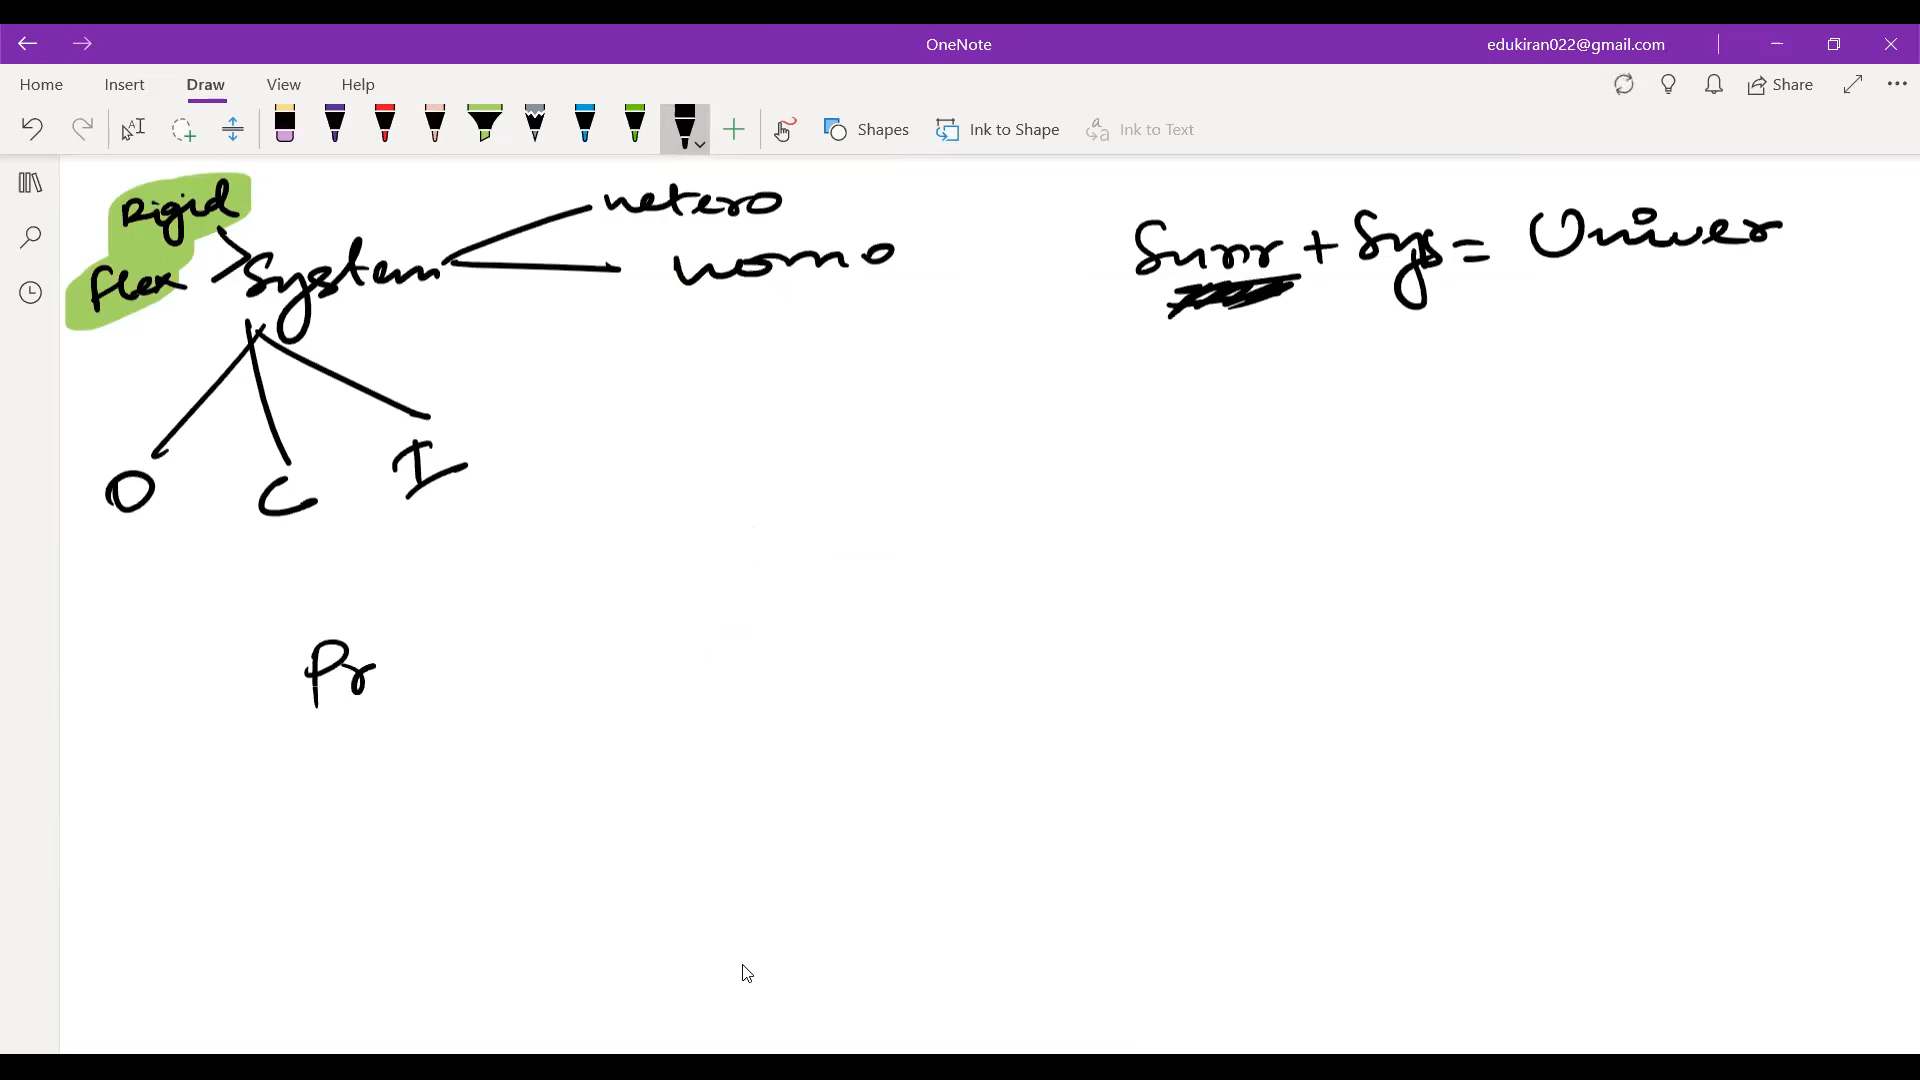 OneNote
edukiran022@gmail.com
Home Insert Draw View Help
Share
Shapes Ink to Shape Ink to Text
Rigid
flex
System
hetero
homo
Surr + Sys = Univer
O C I
Pr